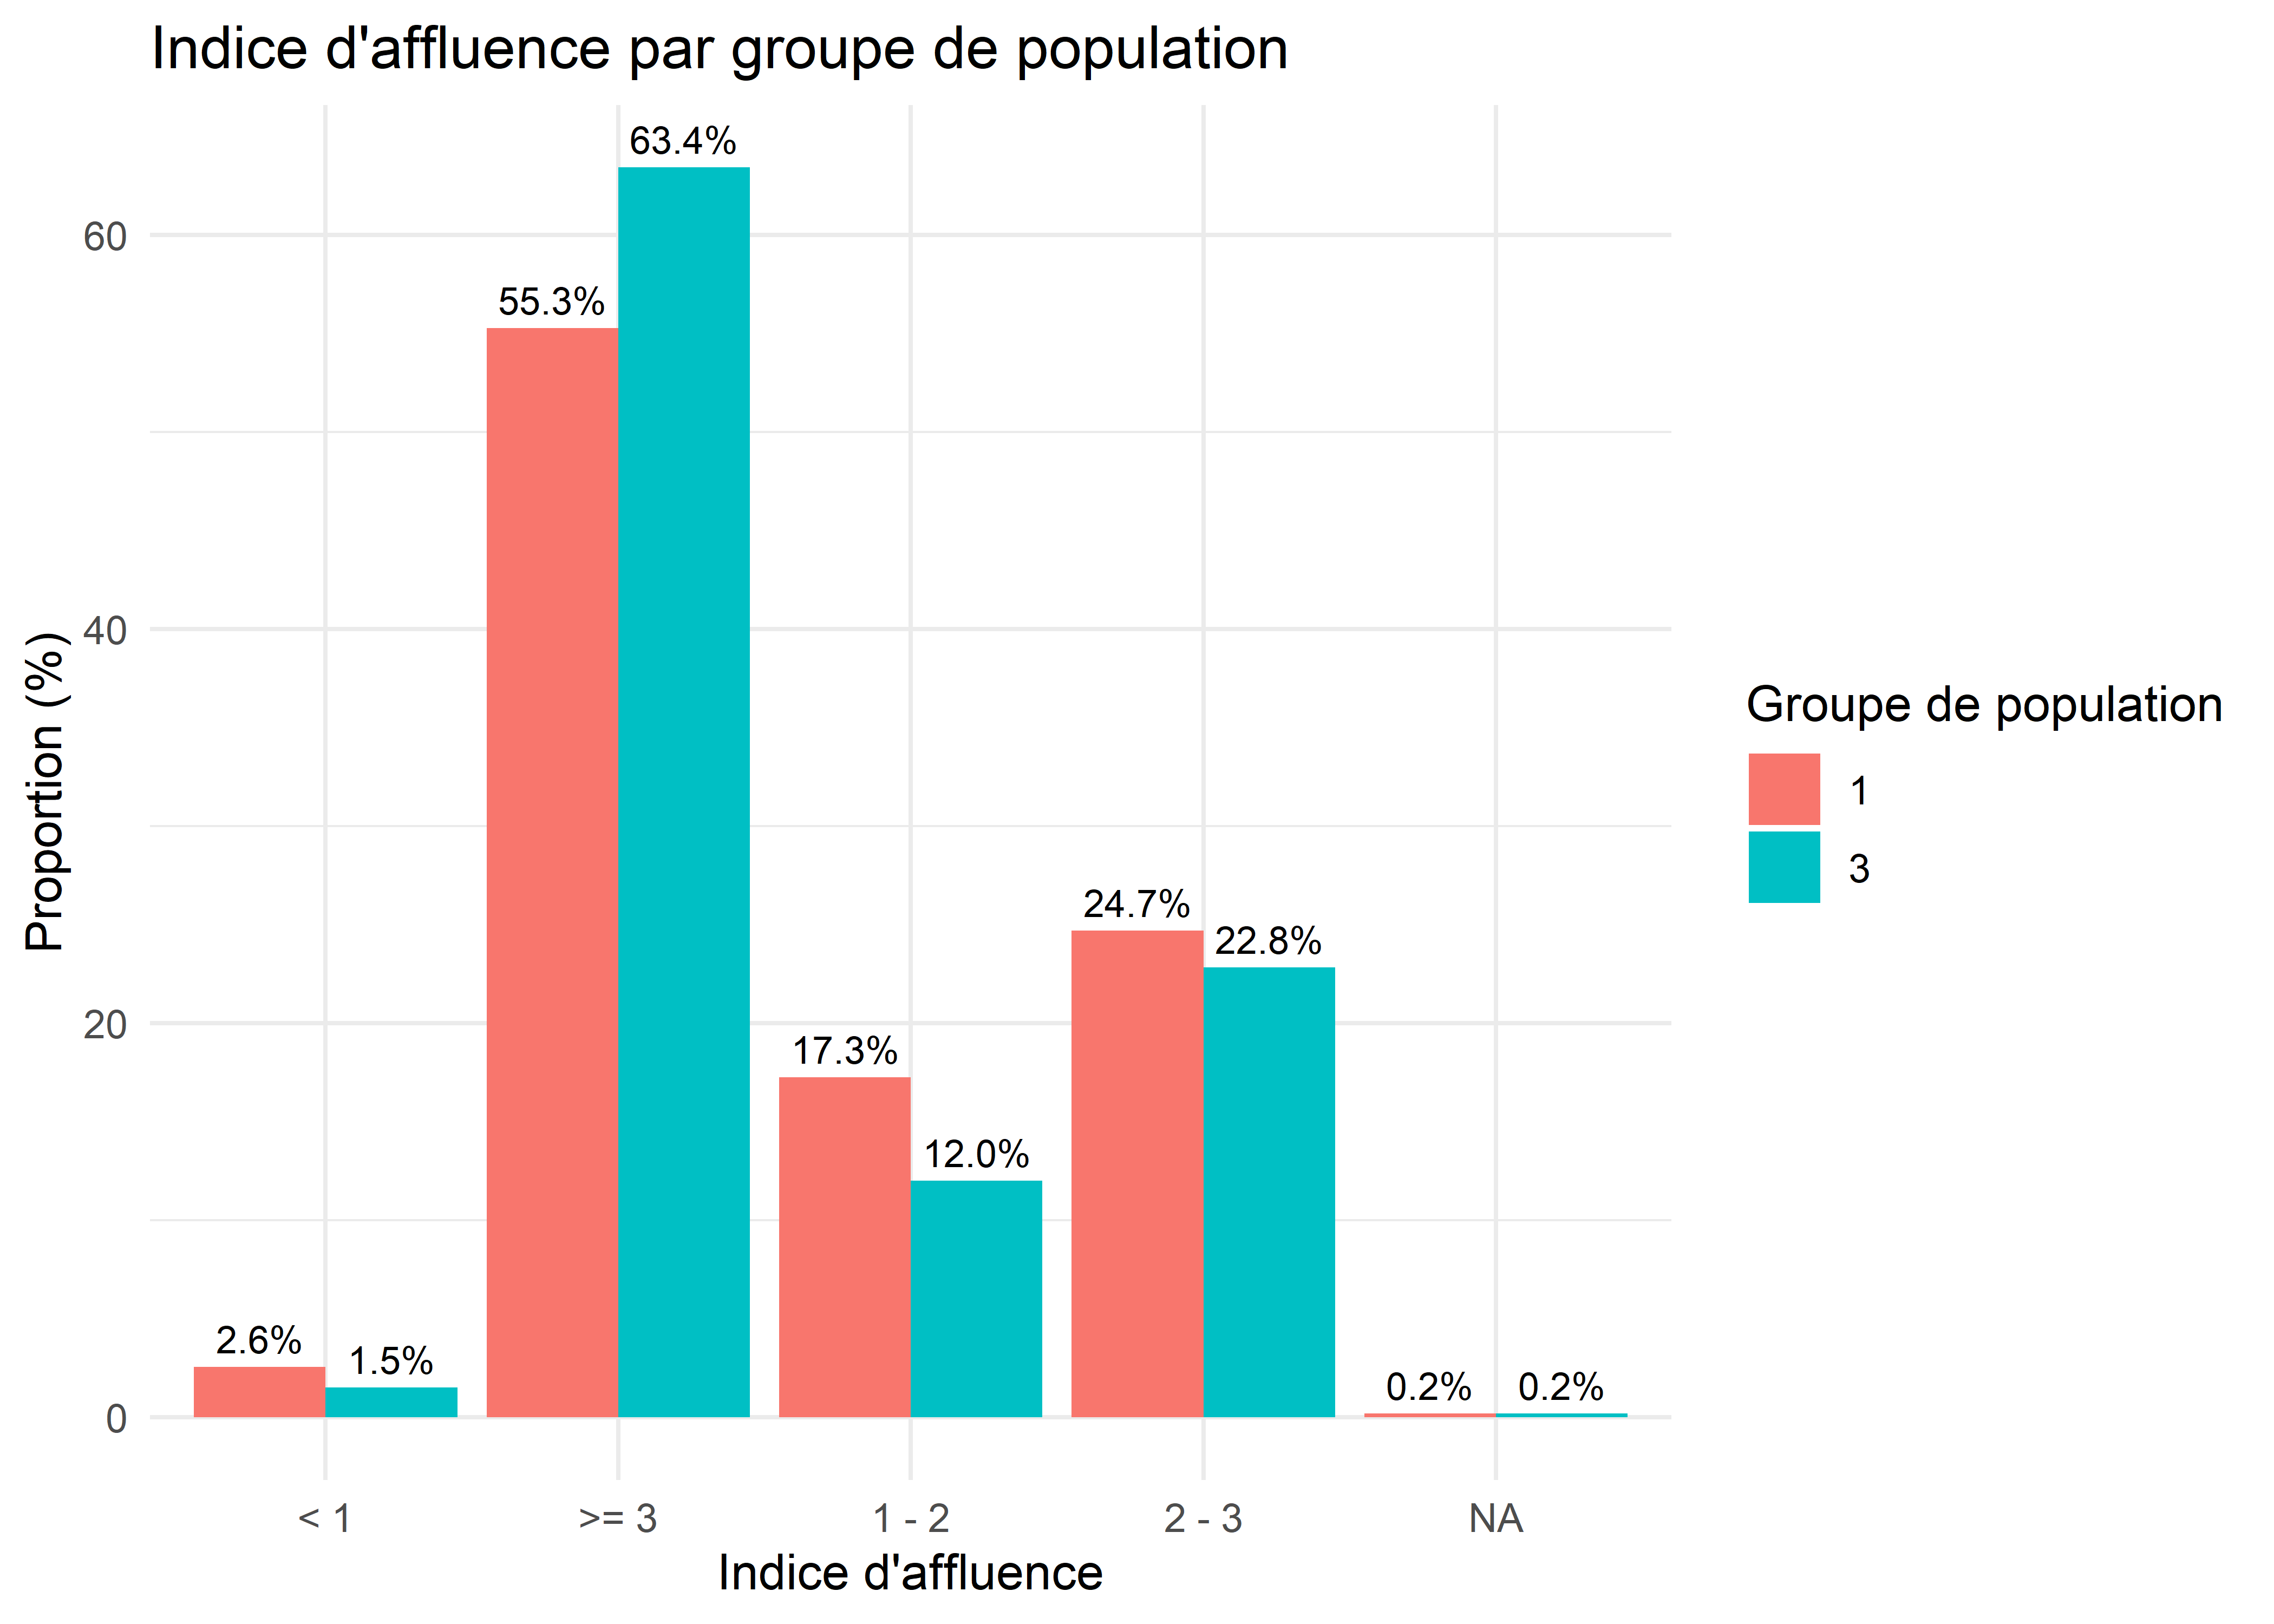 Indice d'affluence par groupe de population
63.4%
60
55.3%
40
Proportion (%)
Groupe de population
1
3
24.7%
22.8%
20
17.3%
12.0%
2.6%
1.5%
0.2%
0.2%
0
< 1
>= 3
1 - 2
2 - 3
NA
Indice d'affluence